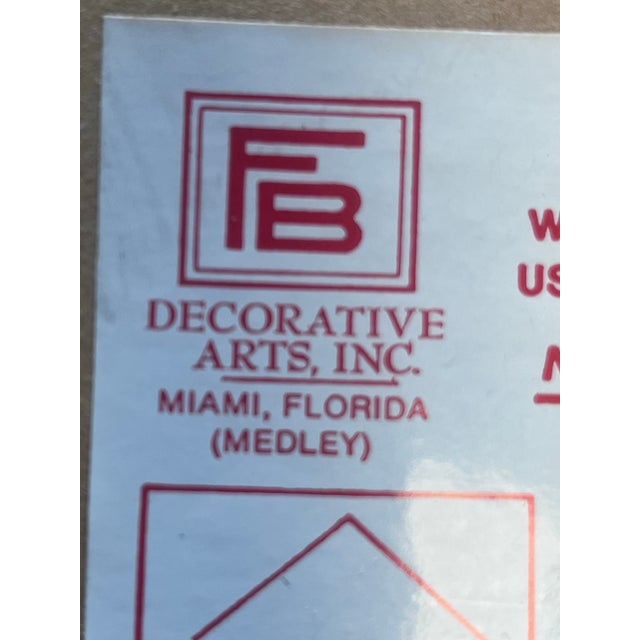 FB
DECORATIVE
ARTS, INC.
MIAMI, FLORIDA
(MEDLEY)